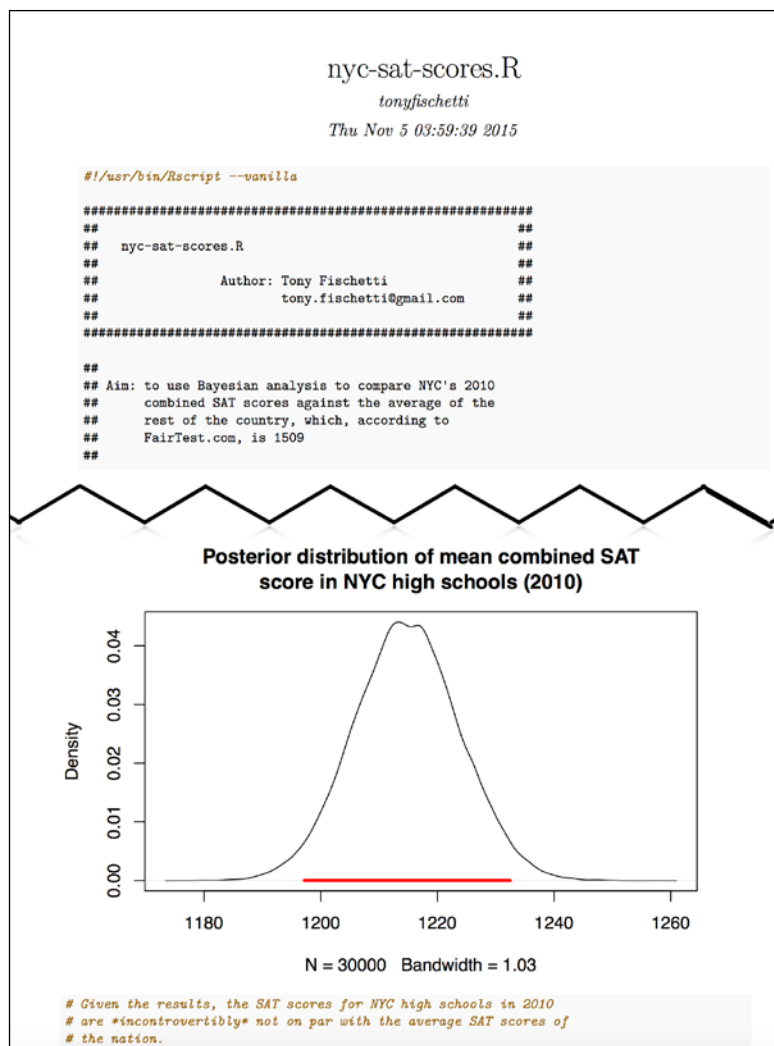 nyc-sat-scores.R
tonyfischetti
Thu Nov 5 03:59:39 2015
#!/usr/bin/Rscript --vanilla
###########################################################
## ##
## nyc-sat-scores.R ##
## ##
## Author: Tony Fischetti ##
## tony.fischetti@gmail.com ##
## ##
###########################################################
##
## Aim: to use Bayesian analysis to compare NYC's 2010
## combined SAT scores against the average of the
## rest of the country, which, according to
## FairTest.com, is 1509
##
Posterior distribution of mean combined SAT
score in NYC high schools (2010)
Density
0.04
0.03
0.02
0.01
0.00
1180 1200 1220 1240 1260
N = 30000 Bandwidth = 1.03
# Given the results, the SAT scores for NYC high schools in 2010
# are *incontrovertibly* not on par with the average SAT scores of
# the nation.